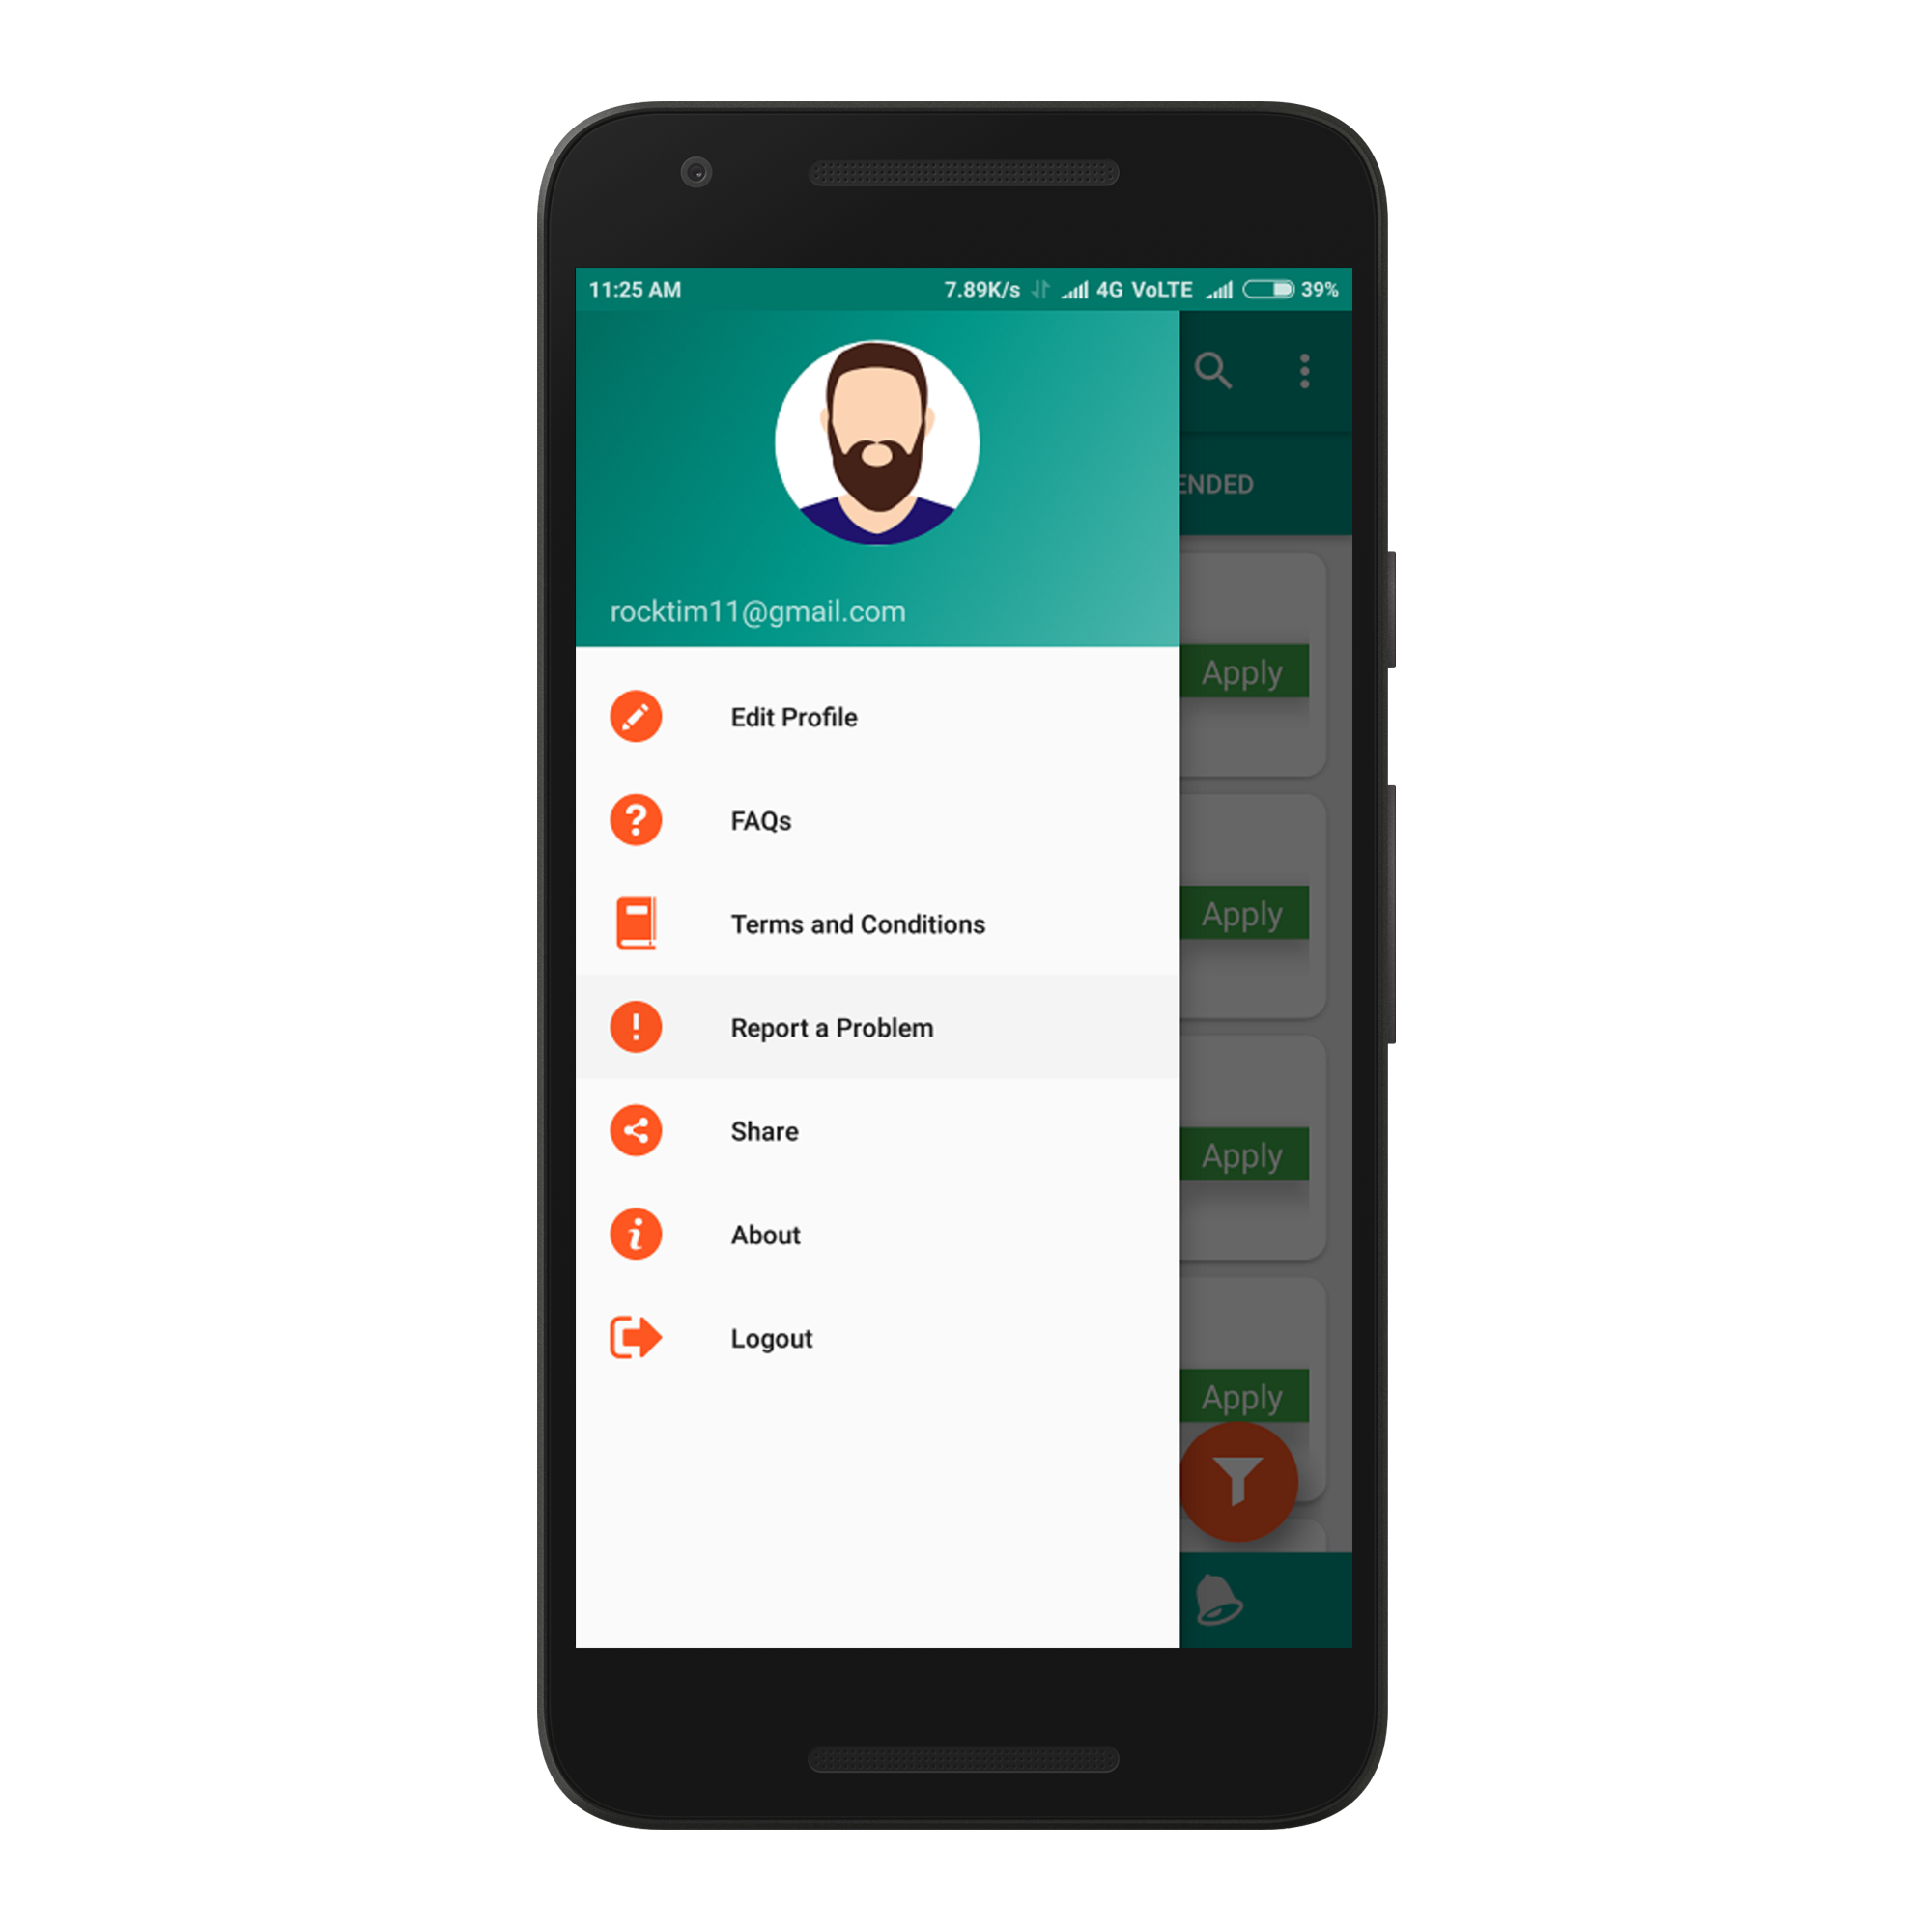 11:25 AM 7.89K/s 4G VoLTE 39%
rocktim11@gmail.com
ENDED
Apply
Edit Profile
FAQs
Apply
Terms and Conditions
Report a Problem
Apply
Share
About
Logout
Apply